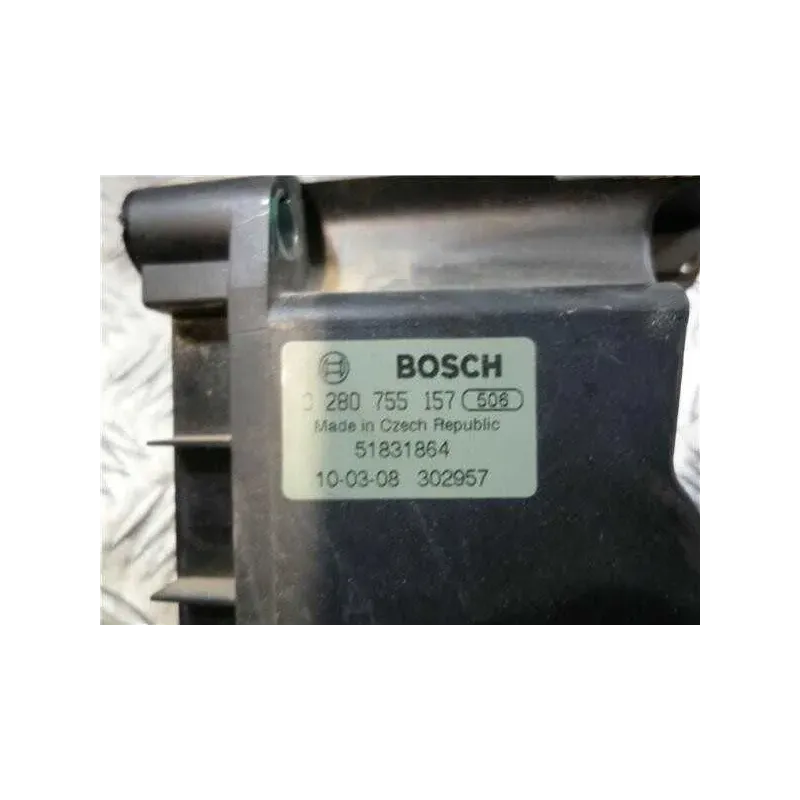 BOSCH
0 280 755 157 506
Made in Czech Republic
51831864
10-03-08 302957